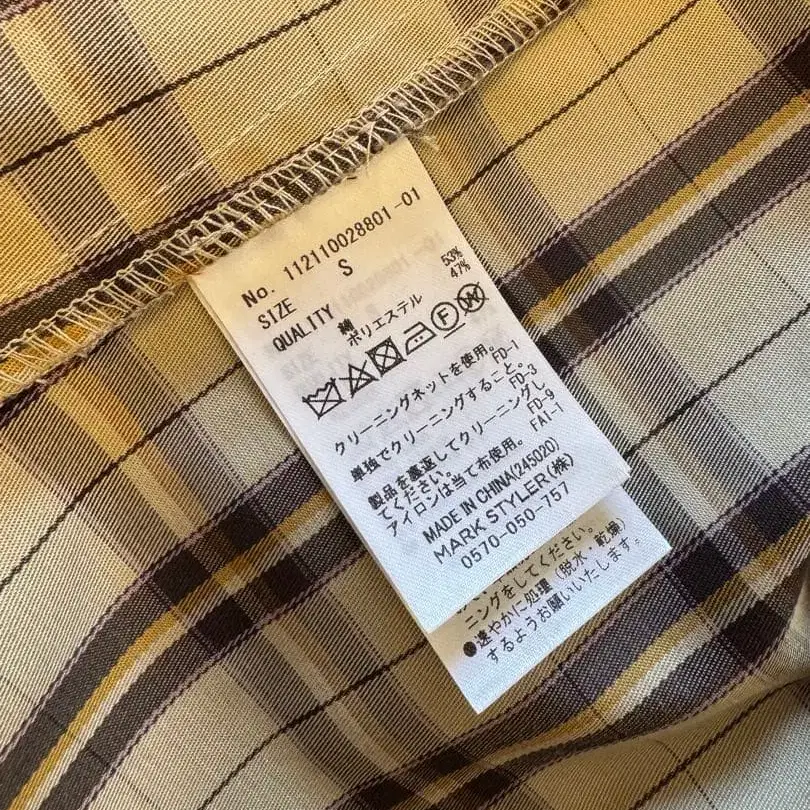 No. 112110028801-01
SIZE S
QUALITY 綿 53%
ポリエステル 47%
クリーニングネットを使用。 FD-1
単独でクリーニングすること。 FD-3
製品を裏返してクリーニングし FD-9
てください。 FA1-1
アイロンは当て布使用。
MADE IN CHINA(245020)
MARK STYLER(株)
0570-050-757
ください。
ニングをしてください。
●速やかに処理(脱水・乾燥)
するようお願いいたします。